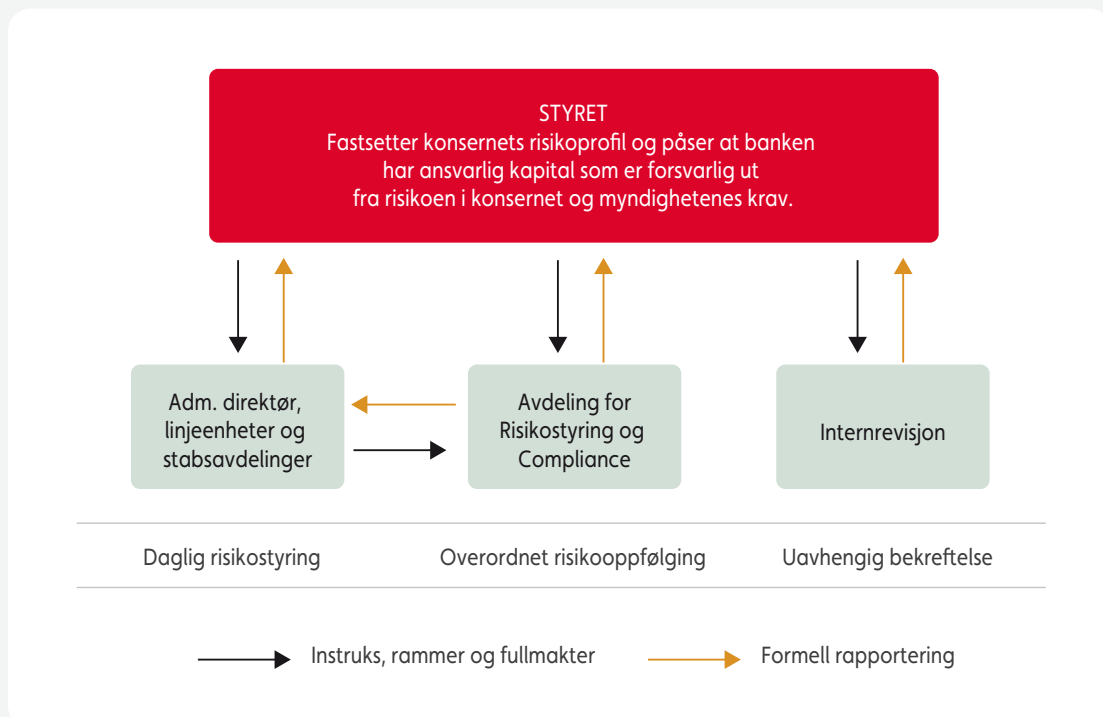 STYRET
Fastsetter konsernets risikoprofil og påser at banken
har ansvarlig kapital som er forsvarlig ut
fra risikoen i konsernet og myndighetenes krav.
Adm. direktør,
linjeenheter og
stabsavdelinger
Avdeling for
Risikostyring og
Compliance
Internrevisjon
Daglig risikostyring
Overordnet risikooppfølging
Uavhengig bekreftelse
Instruks, rammer og fullmakter
Formell rapportering